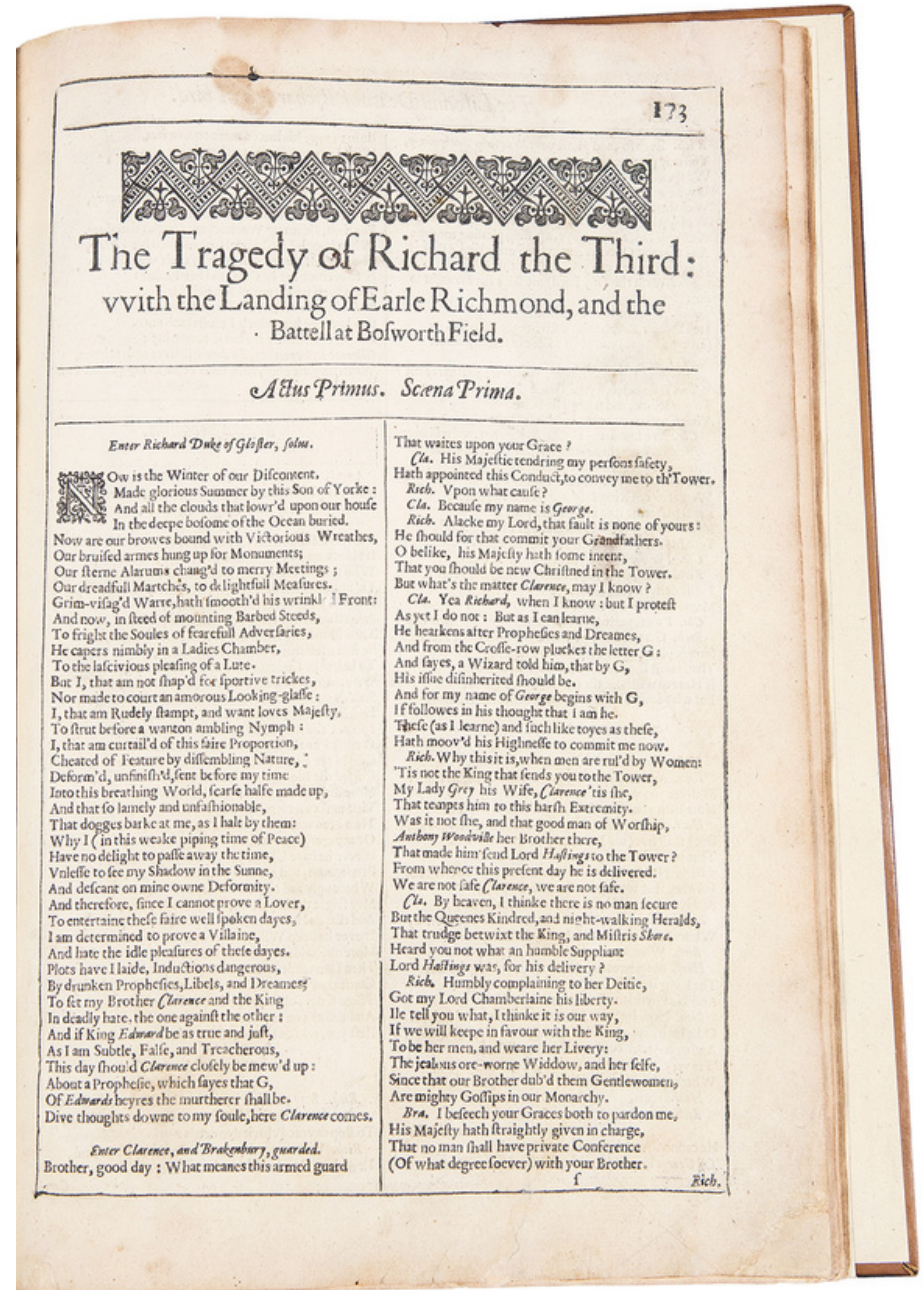 173
The Tragedy of Richard the Third:
vvith the Landing of Earle Richmond, and the
Battell at Bosworth Field.
Actus Primus. Scæna Prima.
Enter Richard Duke of Gloster, solus.
NOw is the Winter of our Discontent,
Made glorious Summer by this Son of Yorke:
And all the clouds that lowr'd upon our house
In the deepe bosome of the Ocean buried.
Now are our browes bound with Victorious Wreathes,
Our bruised armes hung up for Monuments;
Our sterne Alarums chang'd to merry Meetings;
Our dreadfull Martches, to delightfull Measures.
Grim-visag'd Warre, hath smooth'd his wrinkl Front:
And now, in steed of mounting Barbed Steeds,
To fright the Soules of fearefull Adversaries,
He capers nimbly in a Ladies Chamber,
To the lascivious pleasing of a Lute.
But I, that am not shap'd for sportive trickes,
Nor made to court an amorous Looking-glasse:
I, that am Rudely stampt, and want loves Majesty,
To strut before a wanton ambling Nymph:
I, that am curtail'd of this faire Proportion,
Cheated of Feature by dissembling Nature,
Deform'd, unfinish'd, sent before my time
Into this breathing World, scarse halfe made up,
And that so lamely and unfashionable,
That dogges barke at me, as I halt by them:
Why I (in this weake piping time of Peace)
Have no delight to passe away the time,
Vnlesse to see my Shadow in the Sunne,
And descant on mine owne Deformity.
And therefore, since I cannot prove a Lover,
To entertaine these faire well spoken dayes,
I am determined to prove a Villaine,
And hate the idle pleasures of these dayes.
Plots have I laide, Inductions dangerous,
By drunken Prophesies, Libels, and Dreames
To set my Brother Clarence and the King
In deadly hate, the one against the other:
And if King Edward be as true and just,
As I am Subtle, False, and Treacherous,
This day should Clarence closely be mew'd up:
About a Prophesie, which sayes that G,
Of Edwards heyres the murtherer shall be.
Dive thoughts downe to my soule, here Clarence comes.
Enter Clarence, and Brakenbury, guarded.
Brother, good day: What meanes this armed guard
That waites upon your Grace?
Cla. His Majestie tendring my persons safety,
Hath appointed this Conduct, to convey me to th'Tower.
Rich. Vpon what cause?
Cla. Because my name is George.
Rich. Alacke my Lord, that fault is none of yours:
He should for that commit your Grandfathers.
O belike, his Majesty hath some intent,
That you should be new Christned in the Tower.
But what's the matter Clarence, may I know?
Cla. Yea Richard, when I know: but I protest
As yet I do not: But as I can learne,
He hearkens after Prophesies and Dreames,
And from the Crosse-row pluckes the letter G:
And sayes, a Wizard told him, that by G,
His issue disinherited should be.
And for my name of George begins with G,
If followes in his thought that I am he.
These (as I learne) and such like toyes as these,
Hath moov'd his Highnesse to commit me now.
Rich. Why this it is, when men are rul'd by Women:
'Tis not the King that sends you to the Tower,
My Lady Grey his Wife, Clarence 'tis she,
That tempts him to this harsh Extremity.
Was it not she, and that good man of Worship,
Anthony Woodville her Brother there,
That made him send Lord Hastings to the Tower?
From whence this present day he is delivered.
We are not safe Clarence, we are not safe.
Cla. By heaven, I thinke there is no man secure
But the Queenes Kindred, and night-walking Heralds,
That trudge betwixt the King, and Mistris Shore.
Heard you not what an humble Suppliant
Lord Hastings was, for his delivery?
Rich. Humbly complaining to her Deitie,
Got my Lord Chamberlaine his liberty.
Ile tell you what, I thinke it is our way,
If we will keepe in favour with the King,
To be her men, and weare her Livery:
The jealous ore-worne Widdow, and her selfe,
Since that our Brother dub'd them Gentlewomen,
Are mighty Gossips in our Monarchy.
Bra. I beseech your Graces both to pardon me,
His Majesty hath straightly given in charge,
That no man shall have private Conference
(Of what degree soever) with your Brother.
f Rich.